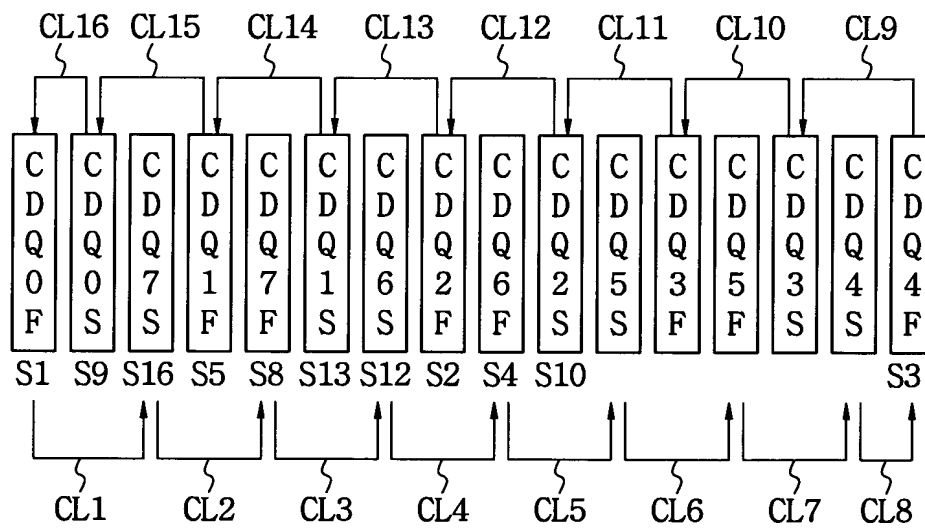 CL16 CL15 CL14 CL13 CL12 CL11 CL10 CL9
CDQ0F CDQ0S CDQ7S CDQ1F CDQ7F CDQ1S CDQ6S CDQ2F CDQ6F CDQ2S CDQ5S CDQ3F CDQ5F CDQ3S CDQ4S CDQ4F
S1 S9 S16 S5 S8 S13 S12 S2 S4 S10 S3
CL1 CL2 CL3 CL4 CL5 CL6 CL7 CL8